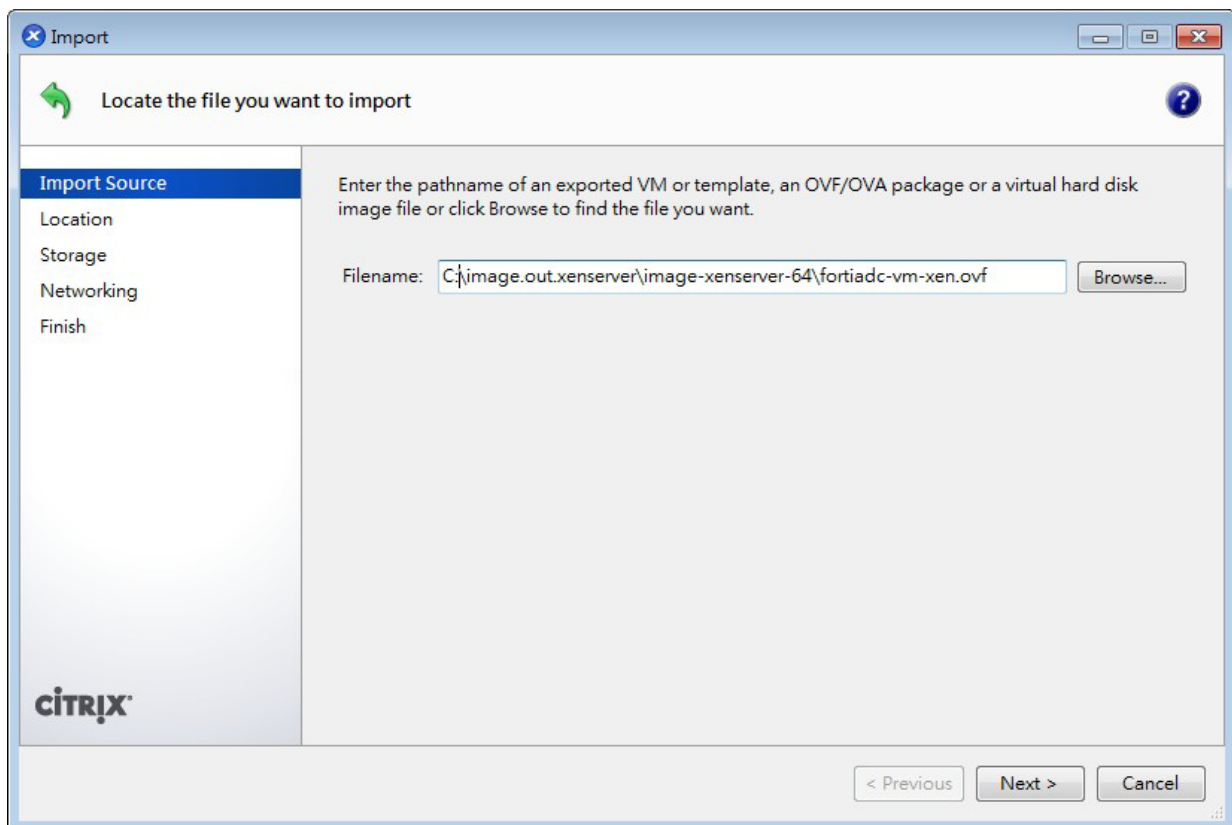 Import
Locate the file you want to import
?
Import Source
Location
Storage
Networking
Finish
Enter the pathname of an exported VM or template, an OVF/OVA package or a virtual hard disk
image file or click Browse to find the file you want.
Filename: C:\image.out.xenserver\image-xenserver-64\fortiadc-vm-xen.ovf Browse...
CİTRIX
< Previous Next > Cancel